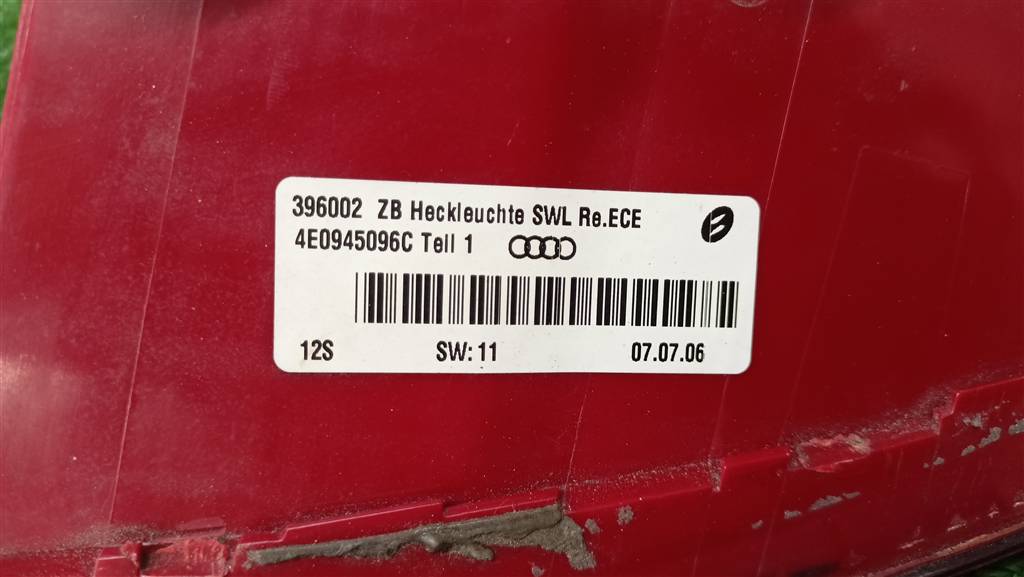 396002 ZB Heckleuchte SWL Re.ECE
4E0945096C Teil 1
12S SW: 11 07.07.06